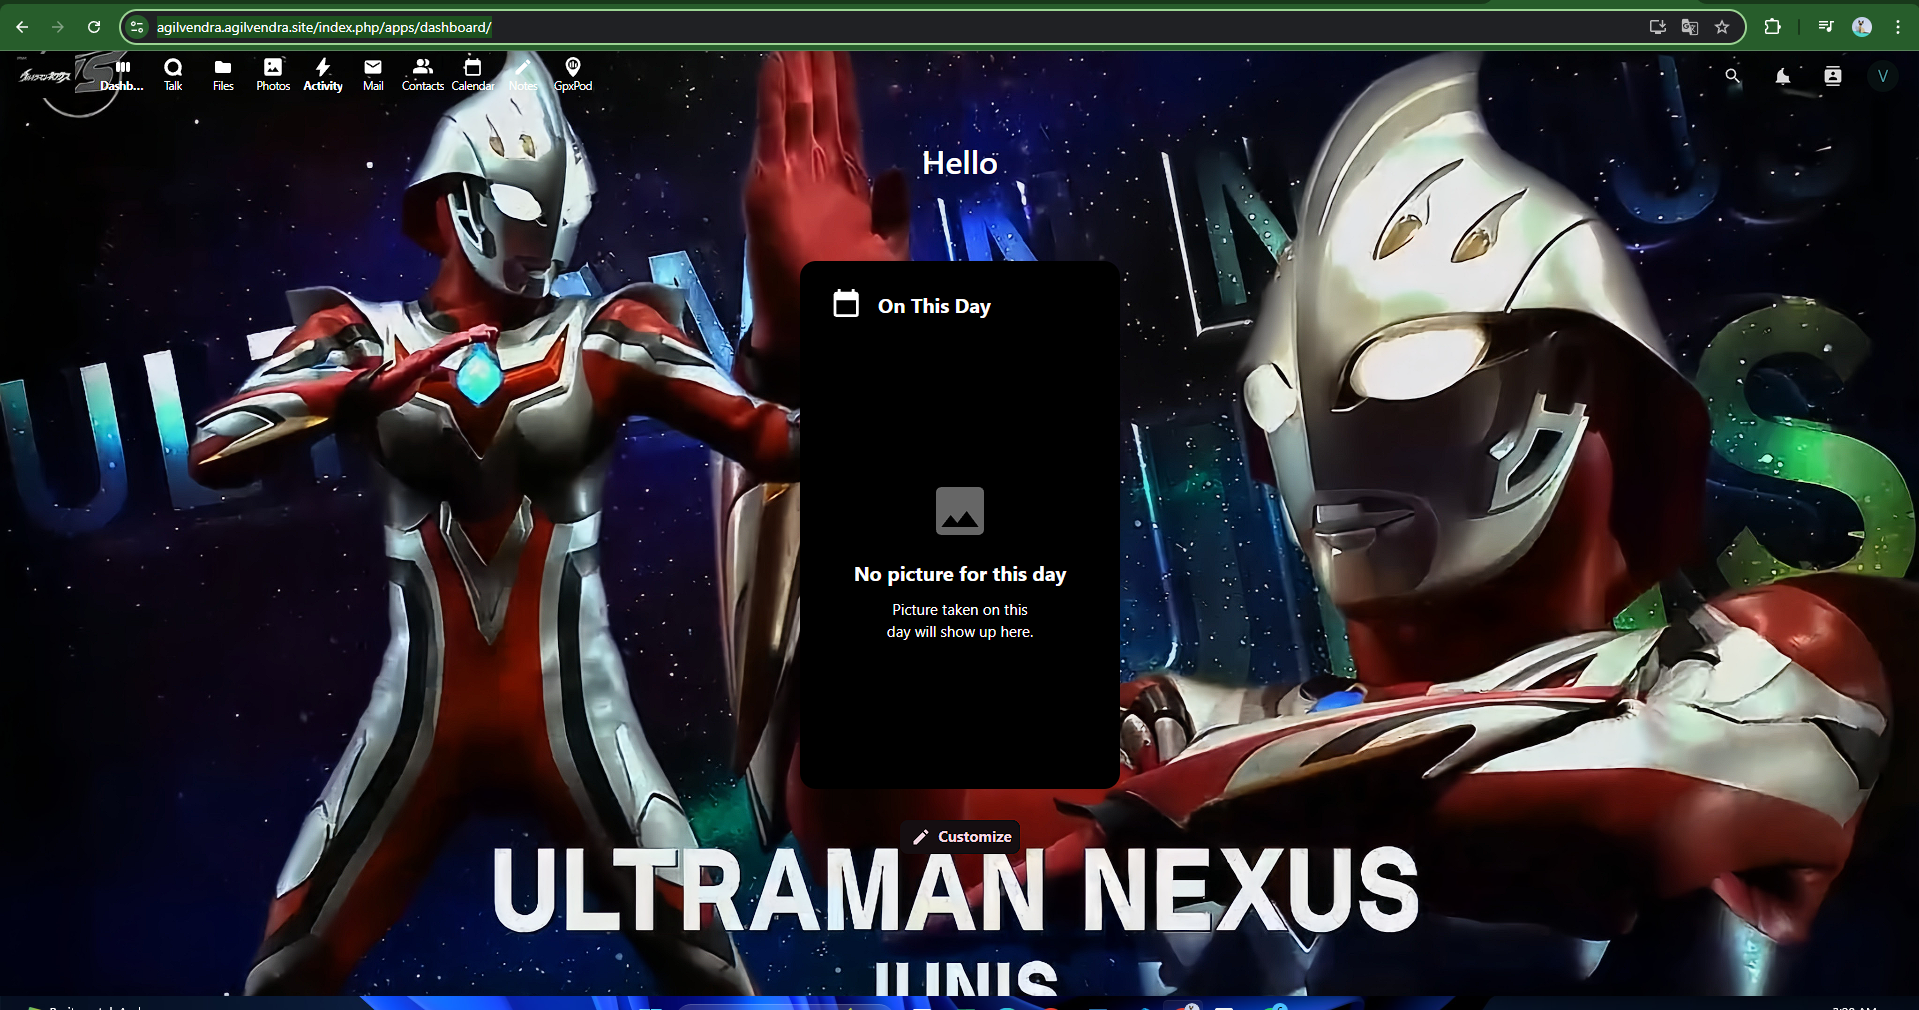 agilvendra.agilvendra.site/index.php/apps/dashboard/
Dashb...
Talk
Files
Photos
Activity
Mail
Contacts
Calendar
Notes
GpxPod
V
Hello
On This Day
No picture for this day
Picture taken on this
day will show up here.
Customize
ULTRAMAN NEXUS